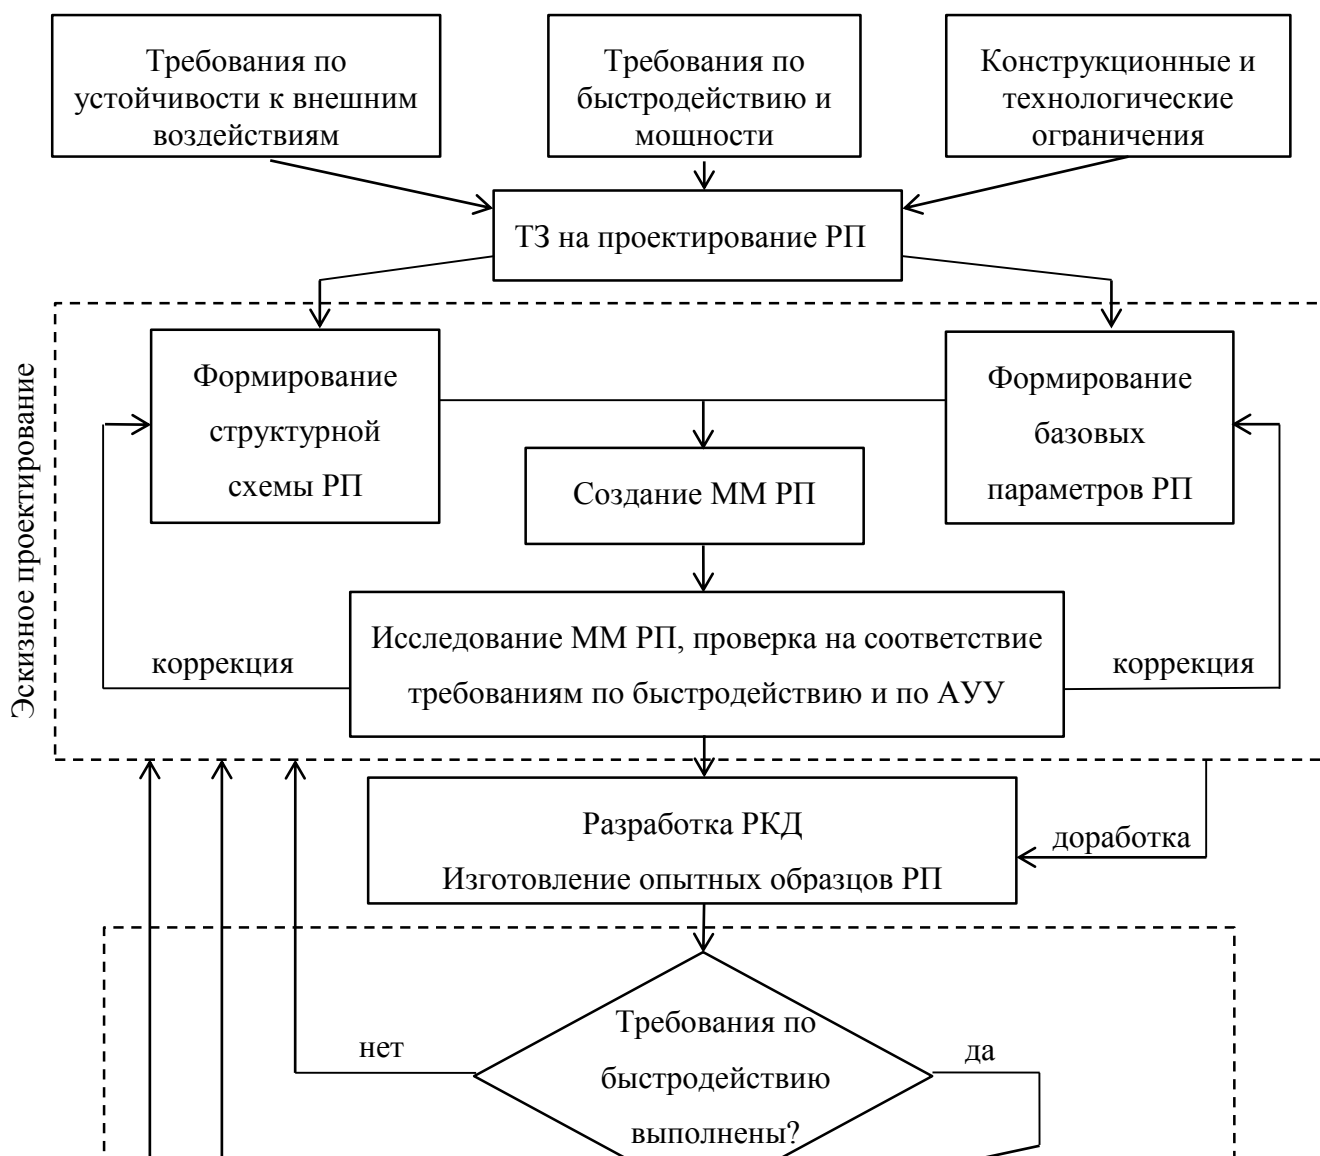 Требования по
устойчивости к внешним
воздействиям
Требования по
быстродействию и
мощности
Конструкционные и
технологические
ограничения
ТЗ на проектирование РП
Эскизное проектирование
Формирование
структурной
схемы РП
Формирование
базовых
параметров РП
Создание ММ РП
Исследование ММ РП, проверка на соответствие
требованиям по быстродействию и по АУУ
коррекция
коррекция
Разработка РКД
Изготовление опытных образцов РП
доработка
Требования по
быстродействию
выполнены?
нет
да